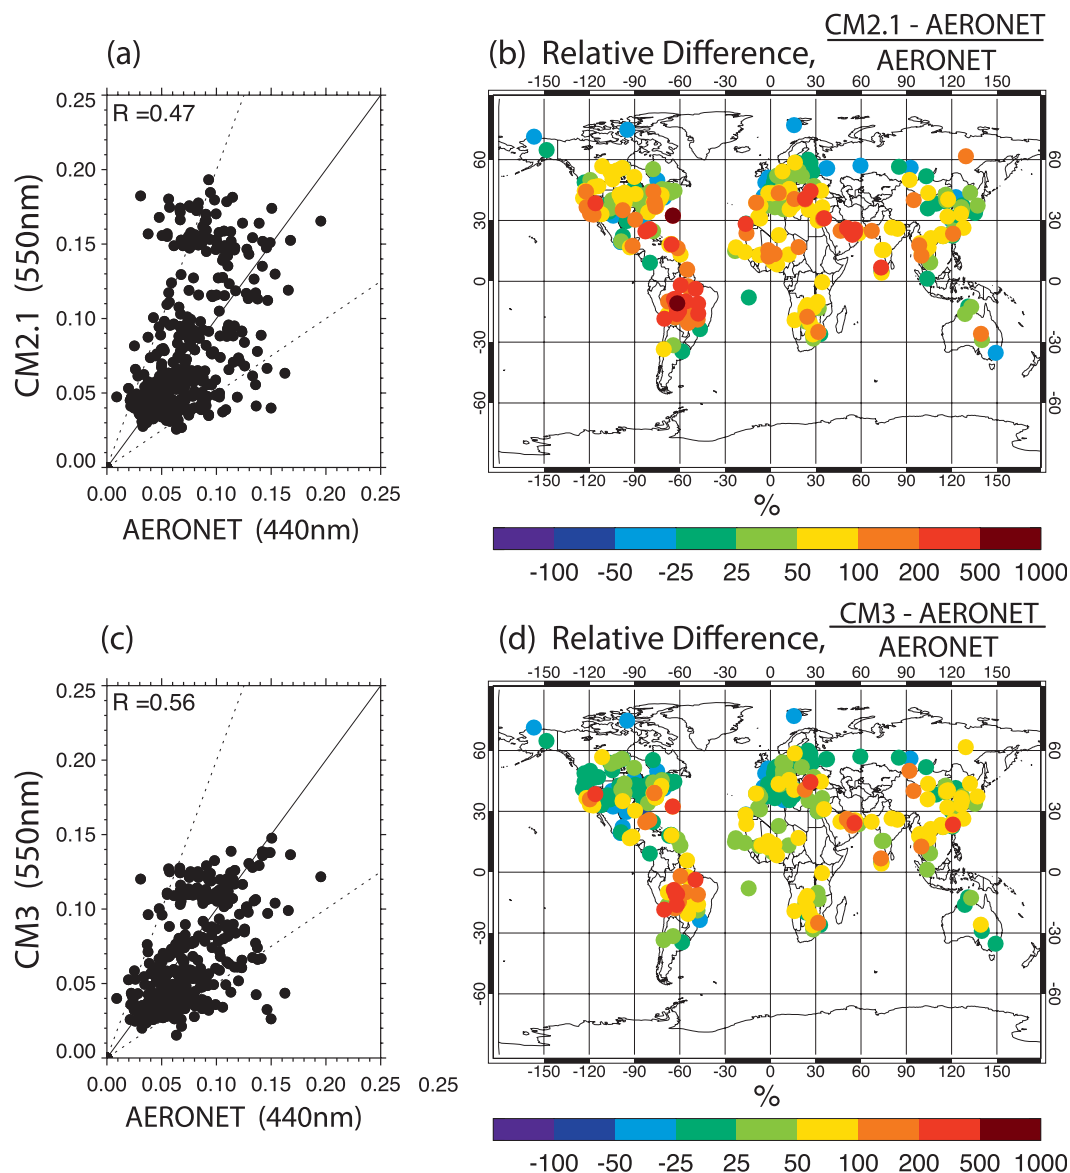 (a)
R =0.47
0.25
0.20
0.15
0.10
0.05
0.00
CM2.1 (550nm)
0.00 0.05 0.10 0.15 0.20 0.25
AERONET (440nm)
(b) Relative Difference, CM2.1 - AERONET
AERONET
-150 -120 -90 -60 -30 0 30 60 90 120 150
60
30
0
-30
-60
60
30
0
-30
-60
-150 -120 -90 -60 -30 0 30 60 90 120 150
%
-100 -50 -25 25 50 100 200 500 1000
(c)
R =0.56
0.25
0.20
0.15
0.10
0.05
0.00
CM3 (550nm)
0.00 0.05 0.10 0.15 0.20 0.25 0.25
AERONET (440nm)
(d) Relative Difference, CM3 - AERONET
AERONET
-150 -120 -90 -60 -30 0 30 60 90 120 150
60
30
0
-30
-60
60
30
0
-30
-60
-150 -120 -90 -60 -30 0 30 60 90 120 150
%
-100 -50 -25 25 50 100 200 500 1000